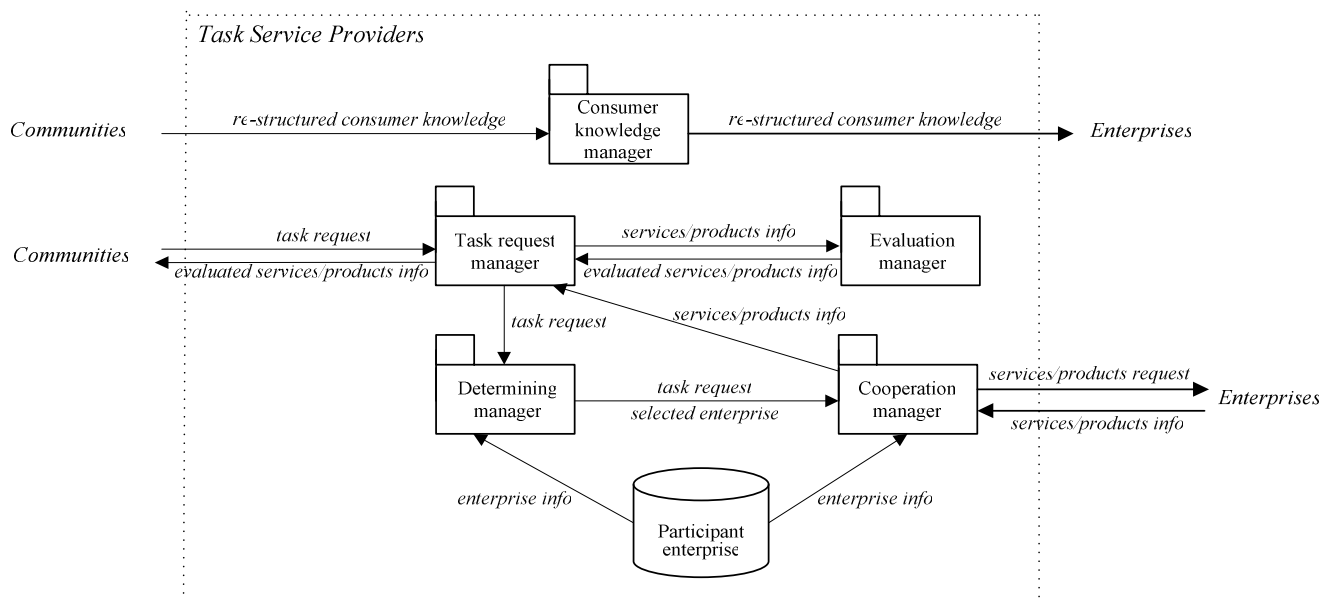 Task Service Providers
Communities
re-structured consumer knowledge
Consumer
knowledge
manager
re-structured consumer knowledge
Enterprises
Communities
task request
evaluated services/products info
Task request
manager
services/products info
evaluated services/products info
Evaluation
manager
task request
services/products info
Determining
manager
task request
selected enterprise
Cooperation
manager
services/products request
services/products info
Enterprises
enterprise info
enterprise info
Participant
enterprise